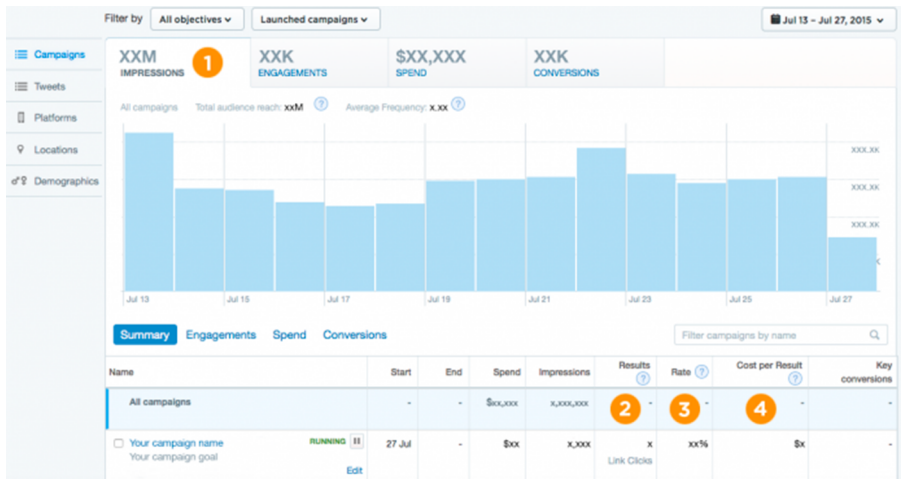 Filter by All objectives Launched campaigns Jul 13 – Jul 27, 2015
Campaigns
Tweets
Platforms
Locations
Demographics
XXM XXK $XX,XXX XXK
IMPRESSIONS 1 ENGAGEMENTS SPEND CONVERSIONS
All campaigns Total audience reach: xxM ? Average Frequency: x.xx ?
XXX.XK
XXX.XK
XXX.XK
K
Jul 13 Jul 15 Jul 17 Jul 19 Jul 21 Jul 23 Jul 25 Jul 27
Summary Engagements Spend Conversions Filter campaigns by name
Name Start End Spend Impressions Results ? Rate ? Cost per Result ? Key conversions
All campaigns - - $xx,xxx x,xxx,xxx 2 - 3 - 4 - -
Your campaign name RUNNING 27 Jul - $xx x,xxx x xx% $x -
Your campaign goal Edit Link Clicks